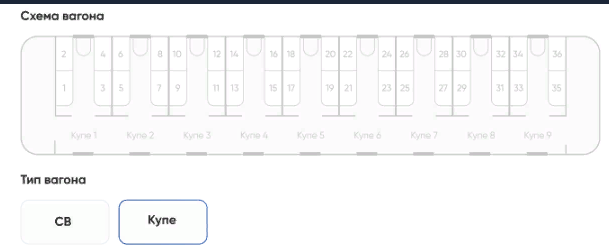 Схема вагона
2 4 6 8 10 12 14 16 18 20 22 24 26 28 30 32 34 36
1 3 5 7 9 11 13 15 17 19 21 23 25 27 29 31 33 35
Купе 1 Купе 2 Купе 3 Купе 4 Купе 5 Купе 6 Купе 7 Купе 8 Купе 9
Тип вагона
СВ Купе